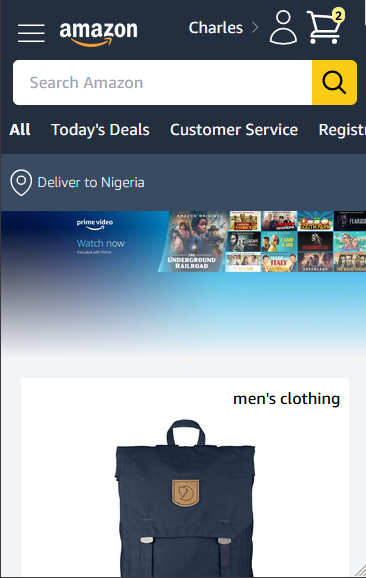 amazon
Charles
2
Search Amazon
All Today's Deals Customer Service Registr
Deliver to Nigeria
prime video
Watch now
Included with Prime
AMAZON ORIGINAL
THE UNDERGROUND RAILROAD
men's clothing